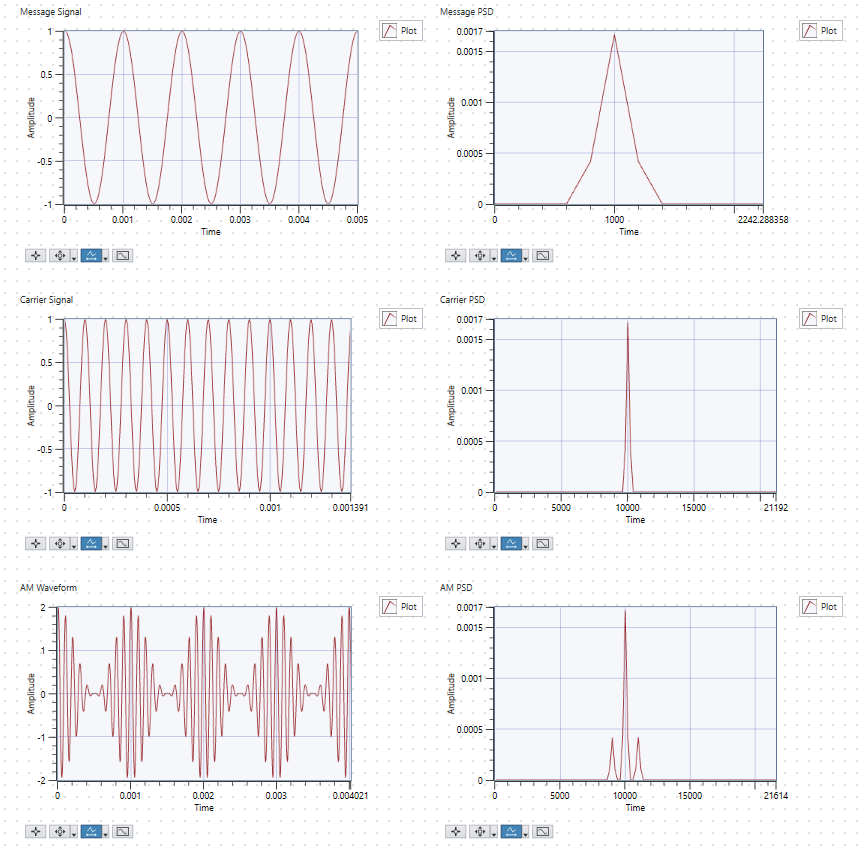 Message Signal
Message PSD
Plot
Plot
1
0.5
0
-0.5
-1
Amplitude
0
0.001
0.002
0.003
0.004
0.005
Time
0.0017
0.0015
0.001
0.0005
0
Amplitude
0
1000
2242.288358
Time
Carrier Signal
Carrier PSD
Plot
Plot
1
0.5
0
-0.5
-1
Amplitude
0
0.0005
0.001
0.001391
Time
0.0017
0.0015
0.001
0.0005
0
Amplitude
0
5000
10000
15000
21192
Time
AM Waveform
AM PSD
Plot
Plot
2
1
0
-1
-2
Amplitude
0
0.001
0.002
0.003
0.004021
Time
0.0017
0.0015
0.001
0.0005
0
Amplitude
0
5000
10000
15000
21614
Time